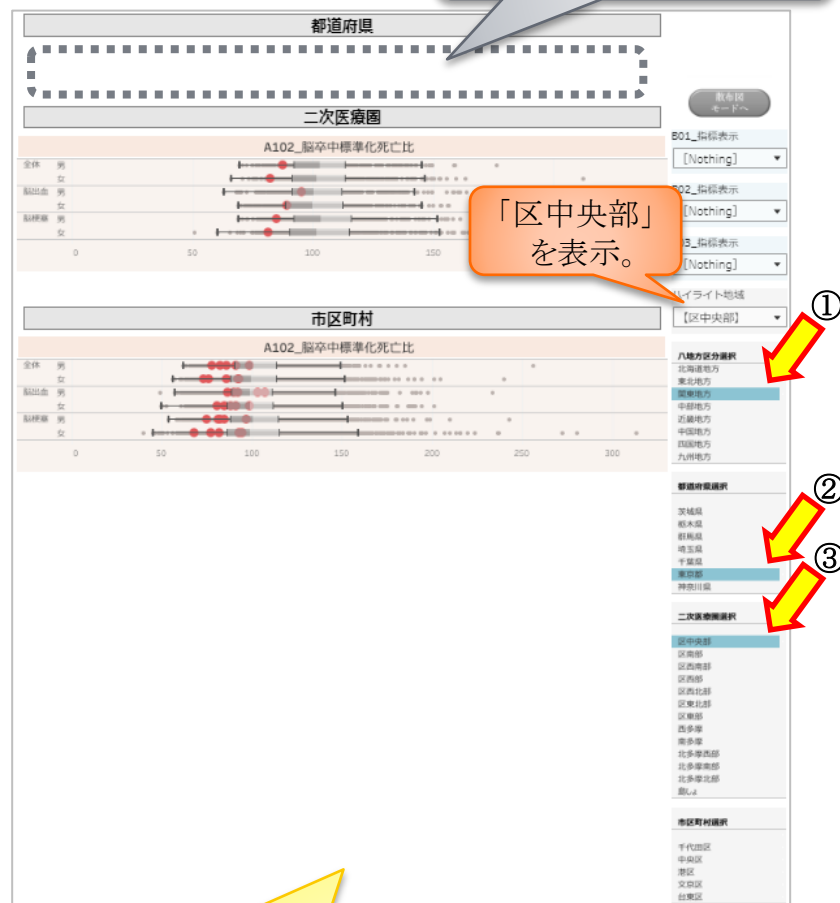 都道府県
二次医療圏
A102_脳卒中標準化死亡比
全体 男
女
脳出血 男
女
脳梗塞 男
女
0 50 100 150
市区町村
A102_脳卒中標準化死亡比
全体 男
女
脳出血 男
女
脳梗塞 男
女
0 50 100 150 200 250 300
散布図
モードへ
B01_指標表示
[Nothing]
B02_指標表示
[Nothing]
03_指標表示
[Nothing]
「区中央部」
を表示。
ハイライト地域
【区中央部】
①
八地方区分選択
北海道地方
東北地方
関東地方
中部地方
近畿地方
中国地方
四国地方
九州地方
②
都道府県選択
茨城県
栃木県
群馬県
埼玉県
千葉県
東京都
神奈川県
③
二次医療圏選択
区中央部
区南部
区西南部
区西部
区西北部
区東北部
区東部
西多摩
南多摩
北多摩西部
北多摩南部
北多摩北部
島しょ
市区町村選択
千代田区
中央区
港区
文京区
台東区